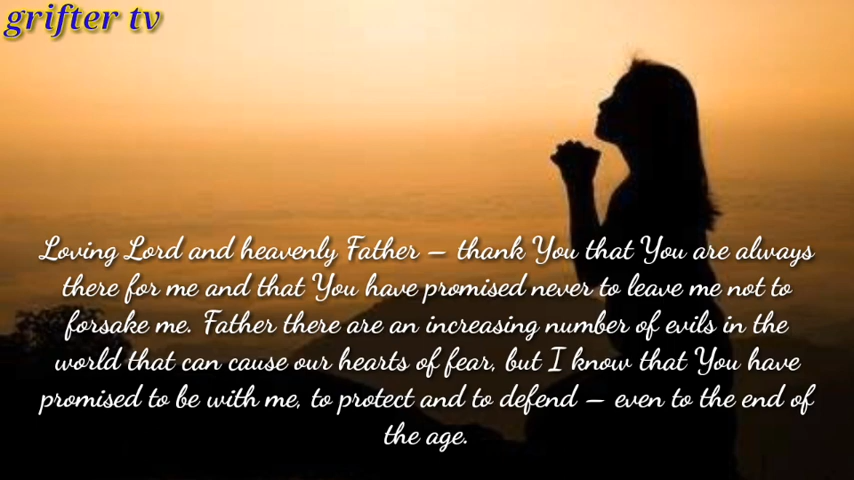 grifter tv
Loving Lord and heavenly Father – thank You that You are always
there for me and that You have promised never to leave me not to
forsake me. Father there are an increasing number of evils in the
world that can cause our hearts of fear, but I know that You have
promised to be with me, to protect and to defend – even to the end of
the age.